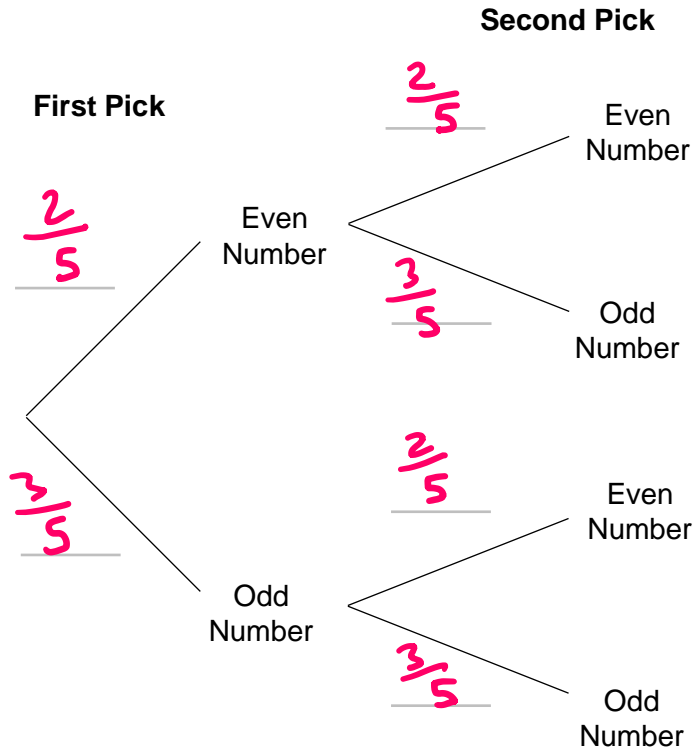 Second Pick
First Pick
2/5
Even
Number
2/5
Even
Number
3/5
Odd
Number
2/5
Even
Number
3/5
Odd
Number
3/5
Odd
Number